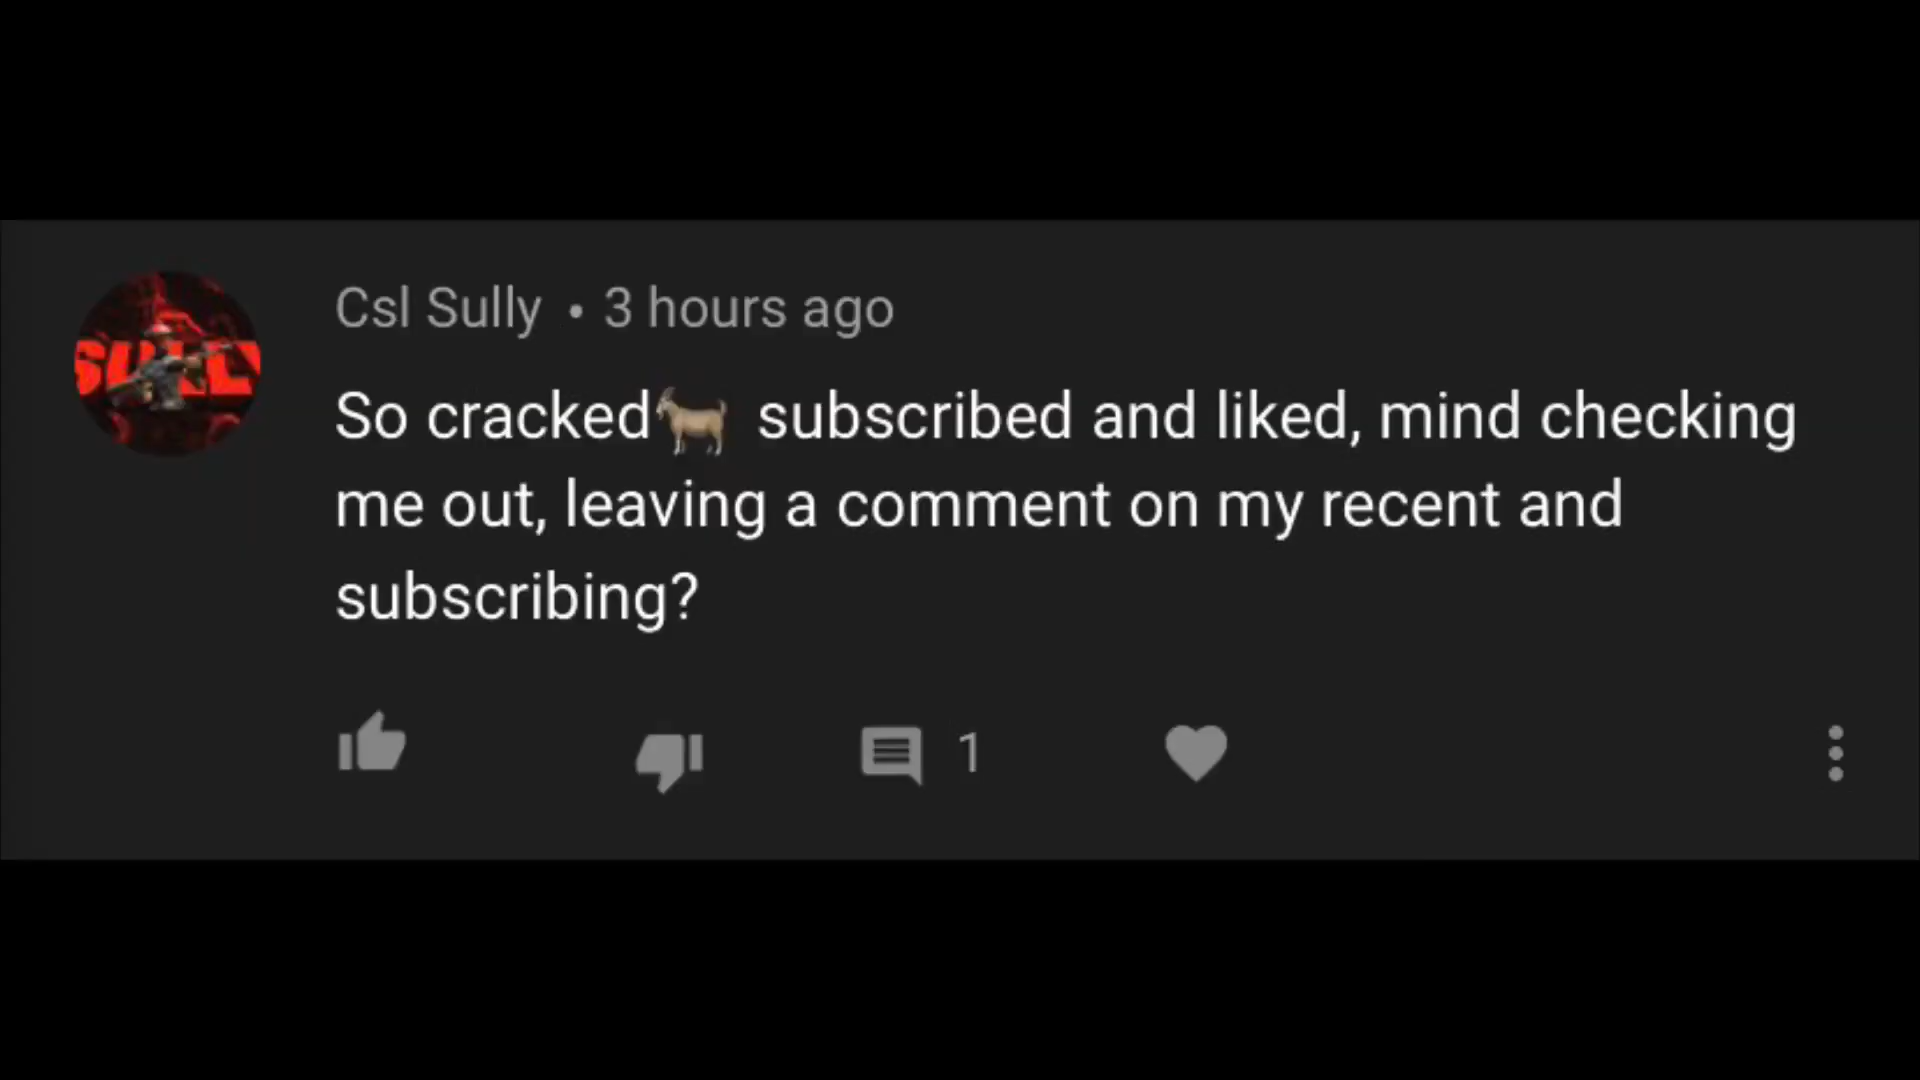 SULLY
Csl Sully • 3 hours ago
So cracked🐐 subscribed and liked, mind checking
me out, leaving a comment on my recent and
subscribing?
1